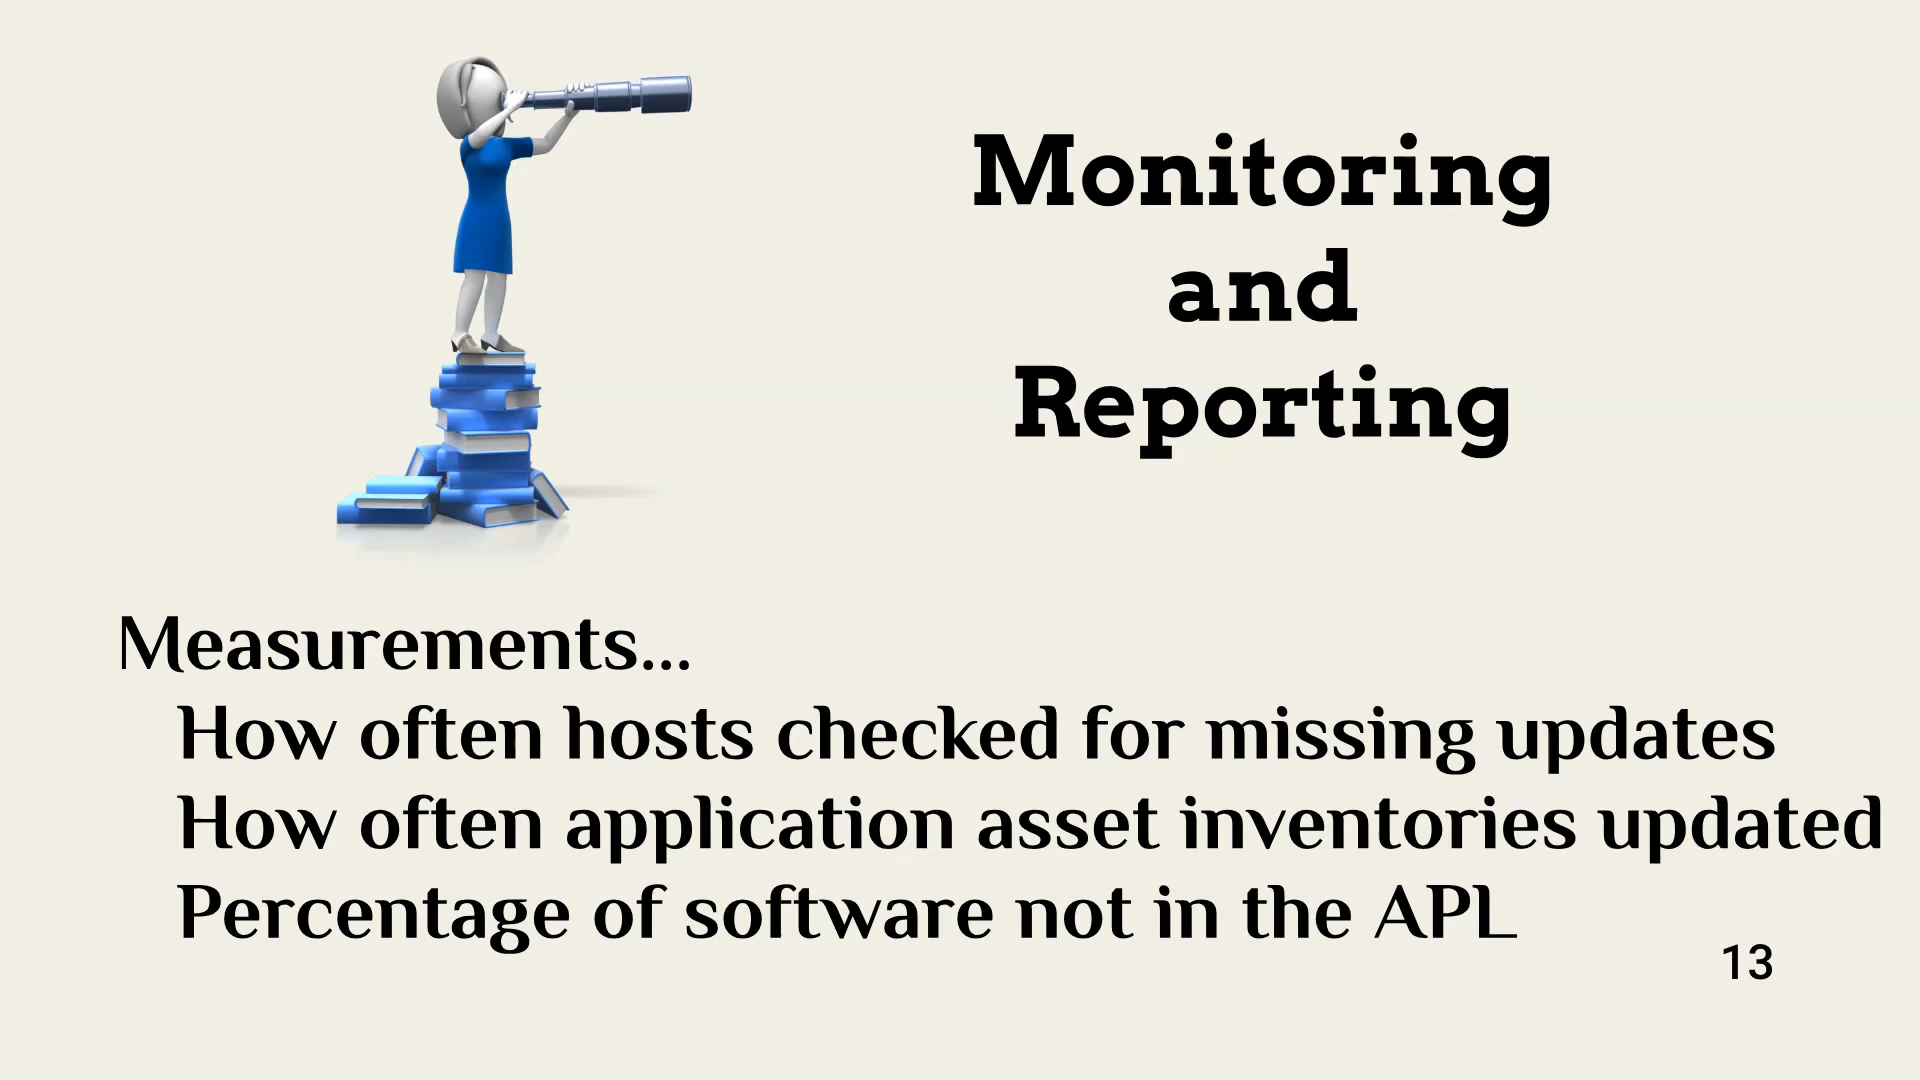 Monitoring
and
Reporting
Measurements...
How often hosts checked for missing updates
How often application asset inventories updated
Percentage of software not in the APL
13